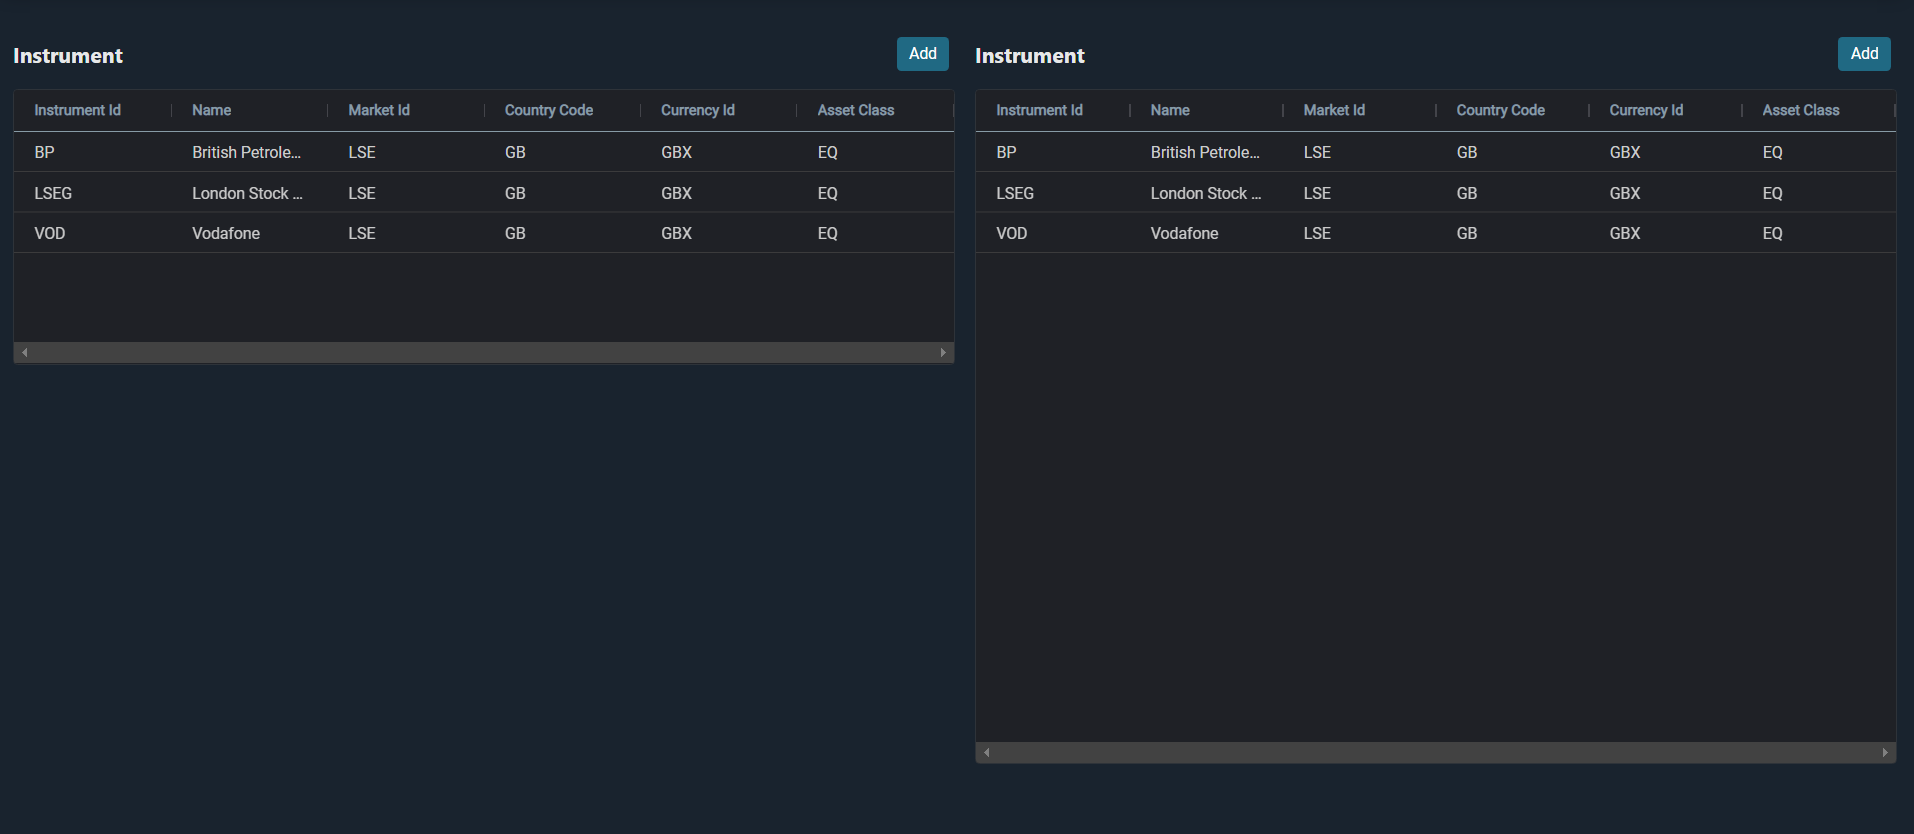 Instrument Add
Instrument Id Name Market Id Country Code Currency Id Asset Class
BP British Petrole... LSE GB GBX EQ
LSEG London Stock ... LSE GB GBX EQ
VOD Vodafone LSE GB GBX EQ
Instrument Add
Instrument Id Name Market Id Country Code Currency Id Asset Class
BP British Petrole... LSE GB GBX EQ
LSEG London Stock ... LSE GB GBX EQ
VOD Vodafone LSE GB GBX EQ